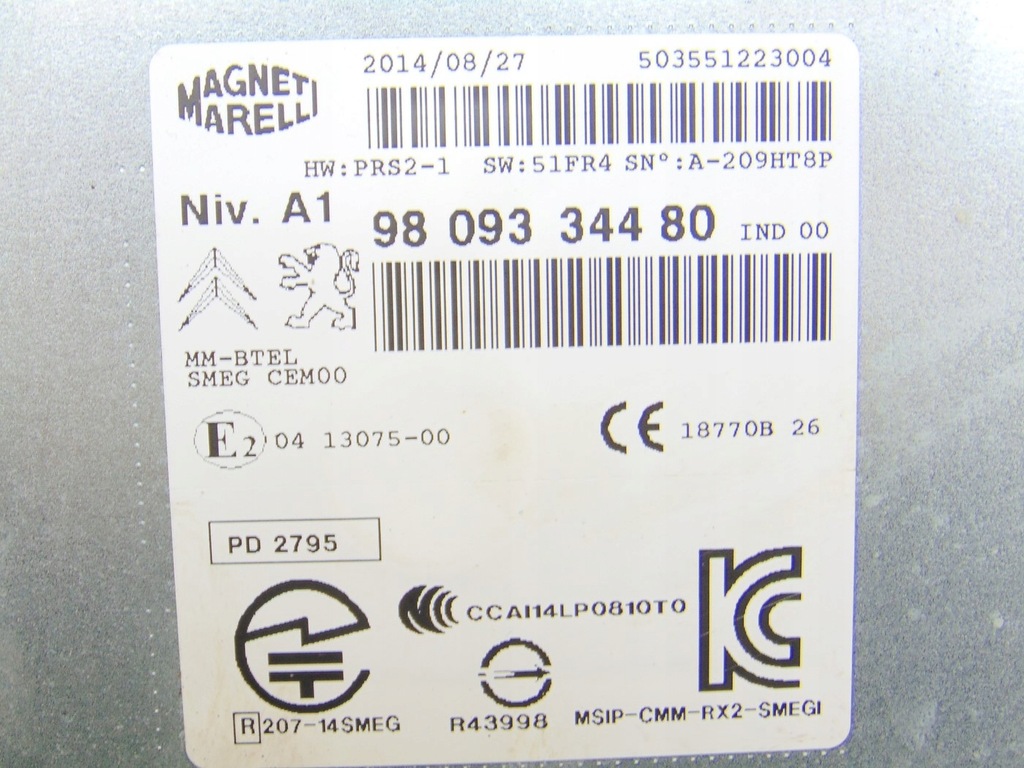 MAGNETI
MARELLI
2014/08/27 503551223004
HW:PRS2-1 SW:51FR4 SN°:A-209HT8P
Niv. A1
98 093 344 80 IND 00
MM-BTEL
SMEG CEM00
E2 04 13075-00
CE 18770B 26
PD 2795
CCAI14LP0810T0
KC
R 207-14SMEG
R43998
MSIP-CMM-RX2-SMEGI